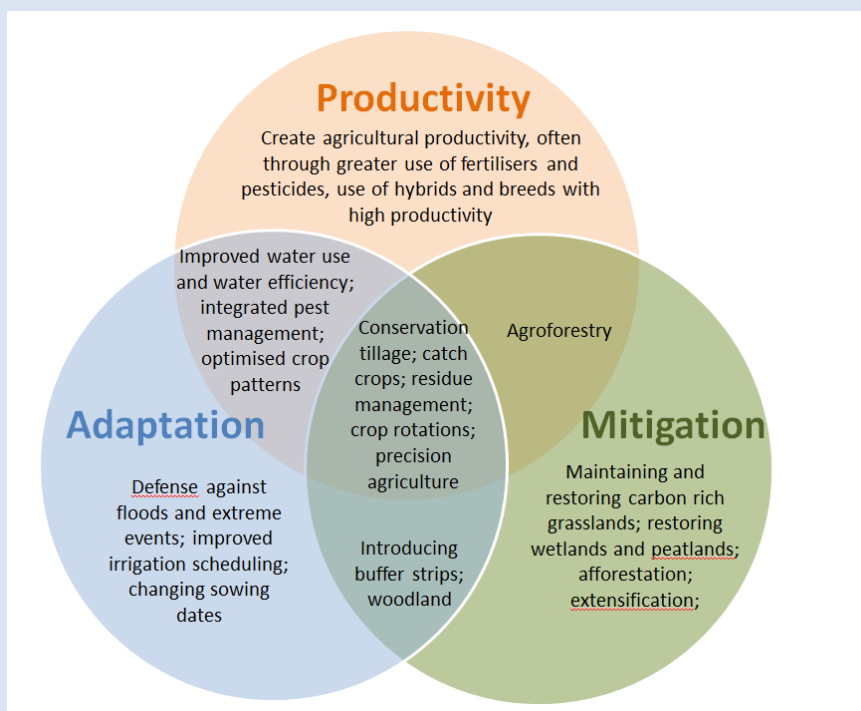 Productivity
Create agricultural productivity, often
through greater use of fertilisers and
pesticides, use of hybrids and breeds with
high productivity
Improved water use
and water efficiency;
integrated pest
management;
optimised crop
patterns
Conservation
tillage; catch
crops; residue
management;
crop rotations;
precision
agriculture
Agroforestry
Adaptation
Defense against
floods and extreme
events; improved
irrigation scheduling;
changing sowing
dates
Introducing
buffer strips;
woodland
Mitigation
Maintaining and
restoring carbon rich
grasslands; restoring
wetlands and peatlands;
afforestation;
extensification;